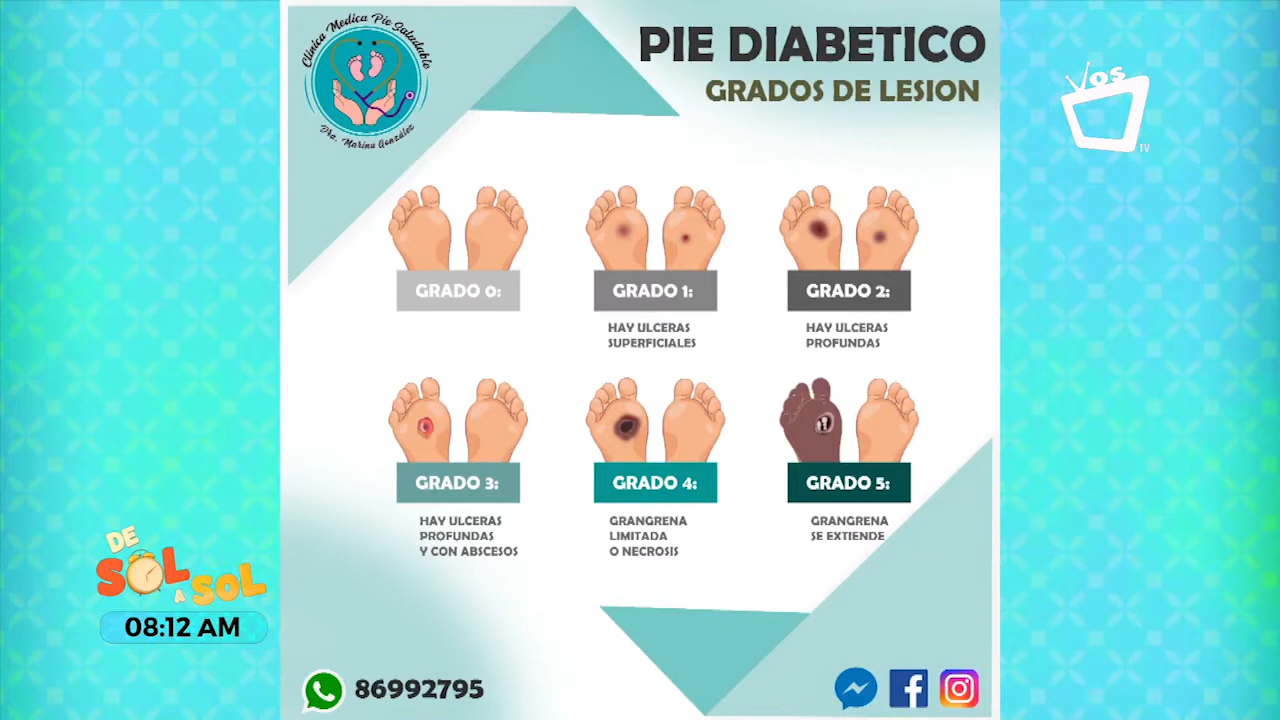 Clinica Medica Pie Saludable
Dra. Marina González
PIE DIABETICO
GRADOS DE LESION
VOS
TV
GRADO 0:
GRADO 1:
GRADO 2:
HAY ULCERAS
SUPERFICIALES
HAY ULCERAS
PROFUNDAS
GRADO 3:
GRADO 4:
GRADO 5:
HAY ULCERAS
PROFUNDAS
Y CON ABSCESOS
GRANGRENA
LIMITADA
O NECROSIS
GRANGRENA
SE EXTIENDE
DE
SOL
A SOL
08:12 AM
86992795